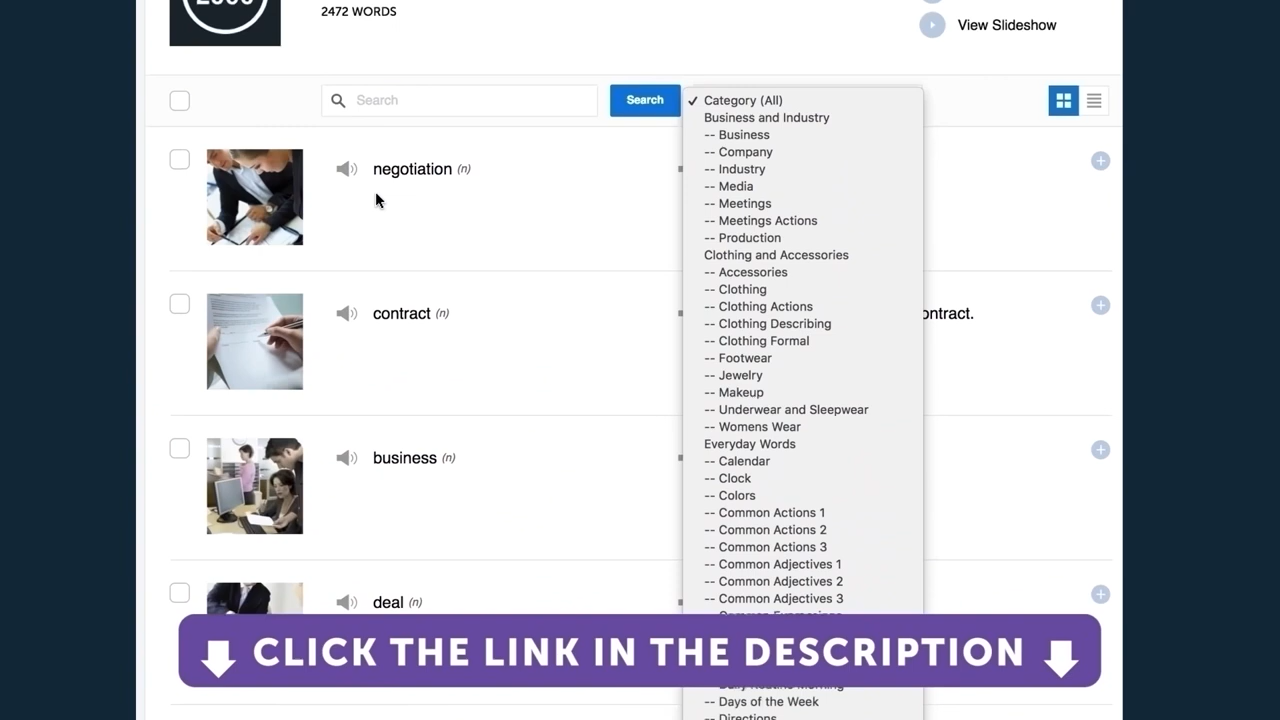 2472 WORDS
View Slideshow
Search
Search
✓ Category (All)
Business and Industry
-- Business
-- Company
-- Industry
-- Media
-- Meetings
-- Meetings Actions
-- Production
Clothing and Accessories
-- Accessories
-- Clothing
-- Clothing Actions
-- Clothing Describing
-- Clothing Formal
-- Footwear
-- Jewelry
-- Makeup
-- Underwear and Sleepwear
-- Womens Wear
Everyday Words
-- Calendar
-- Clock
-- Colors
-- Common Actions 1
-- Common Actions 2
-- Common Actions 3
-- Common Adjectives 1
-- Common Adjectives 2
-- Common Adjectives 3
-- Days of the Week
-- Directions
negotiation (n)
contract (n)
ontract.
business (n)
deal (n)
CLICK THE LINK IN THE DESCRIPTION